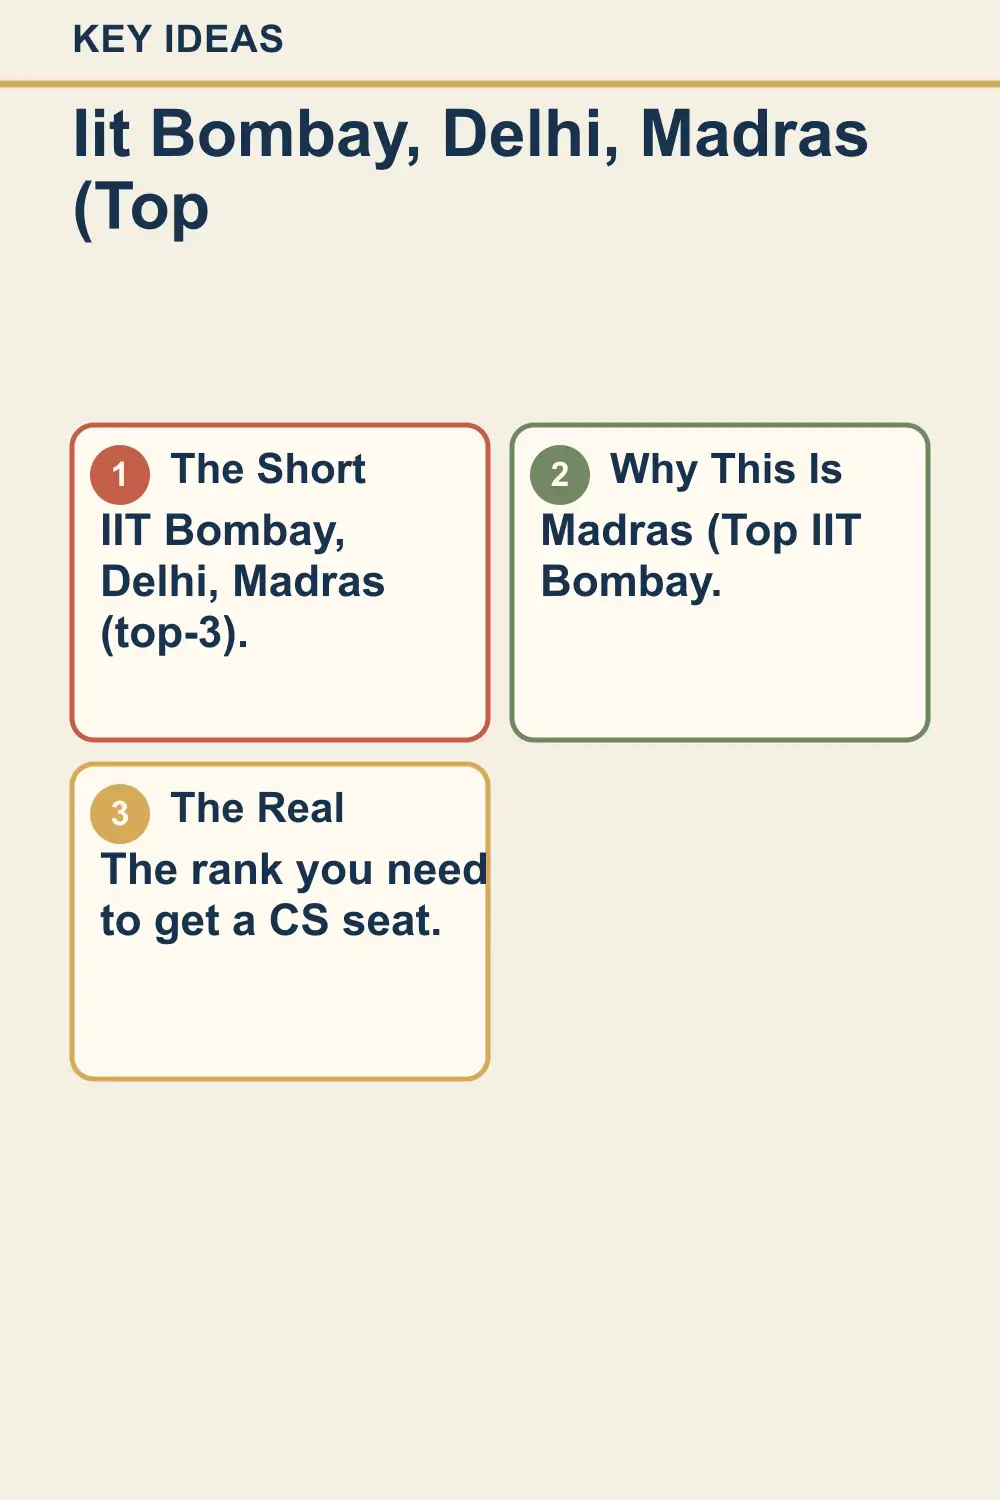 KEY IDEAS
Iit Bombay, Delhi, Madras
(Top
1 The Short
IIT Bombay,
Delhi, Madras
(top-3).
2 Why This Is
Madras (Top IIT
Bombay.
3 The Real
The rank you need
to get a CS seat.